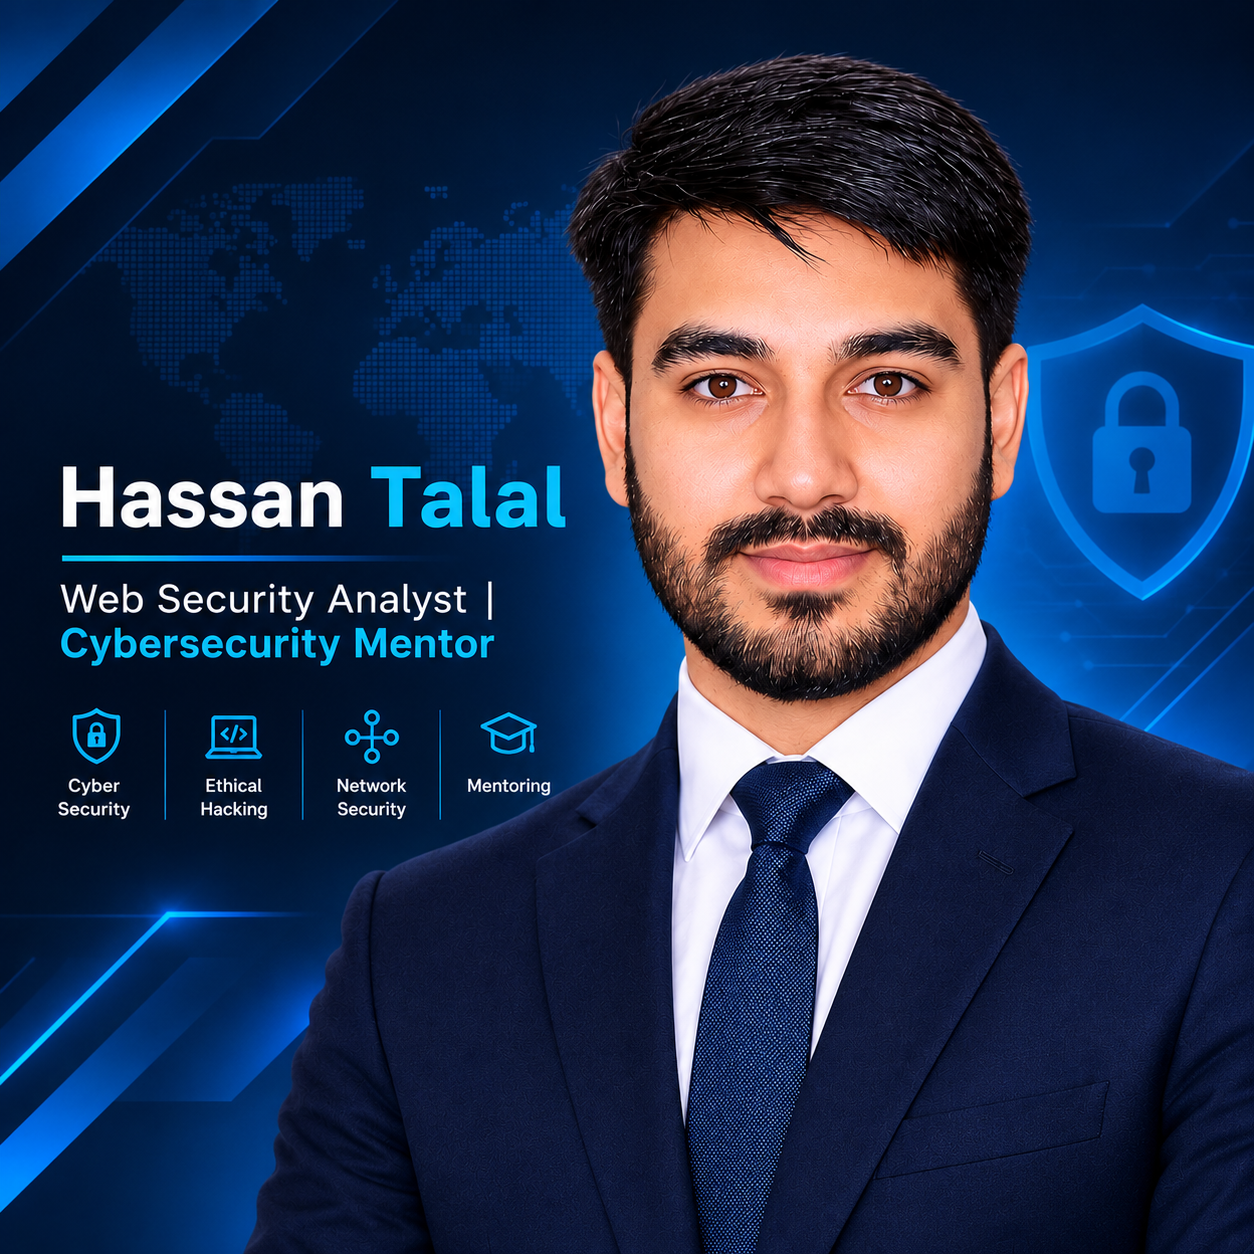 Hassan Talal
Web Security Analyst |
Cybersecurity Mentor
Cyber
Security
Ethical
Hacking
Network
Security
Mentoring